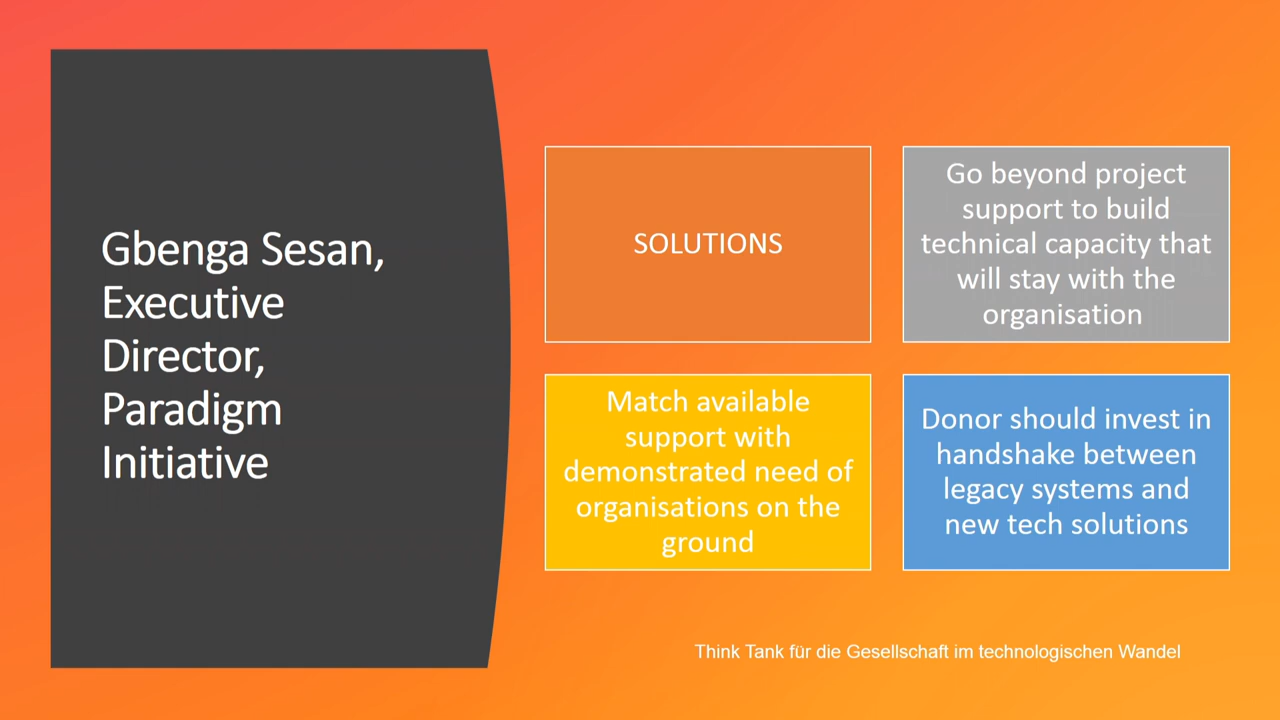 Gbenga Sesan,
Executive
Director,
Paradigm
Initiative
SOLUTIONS
Go beyond project
support to build
technical capacity that
will stay with the
organisation
Match available
support with
demonstrated need of
organisations on the
ground
Donor should invest in
handshake between
legacy systems and
new tech solutions
Think Tank für die Gesellschaft im technologischen Wandel